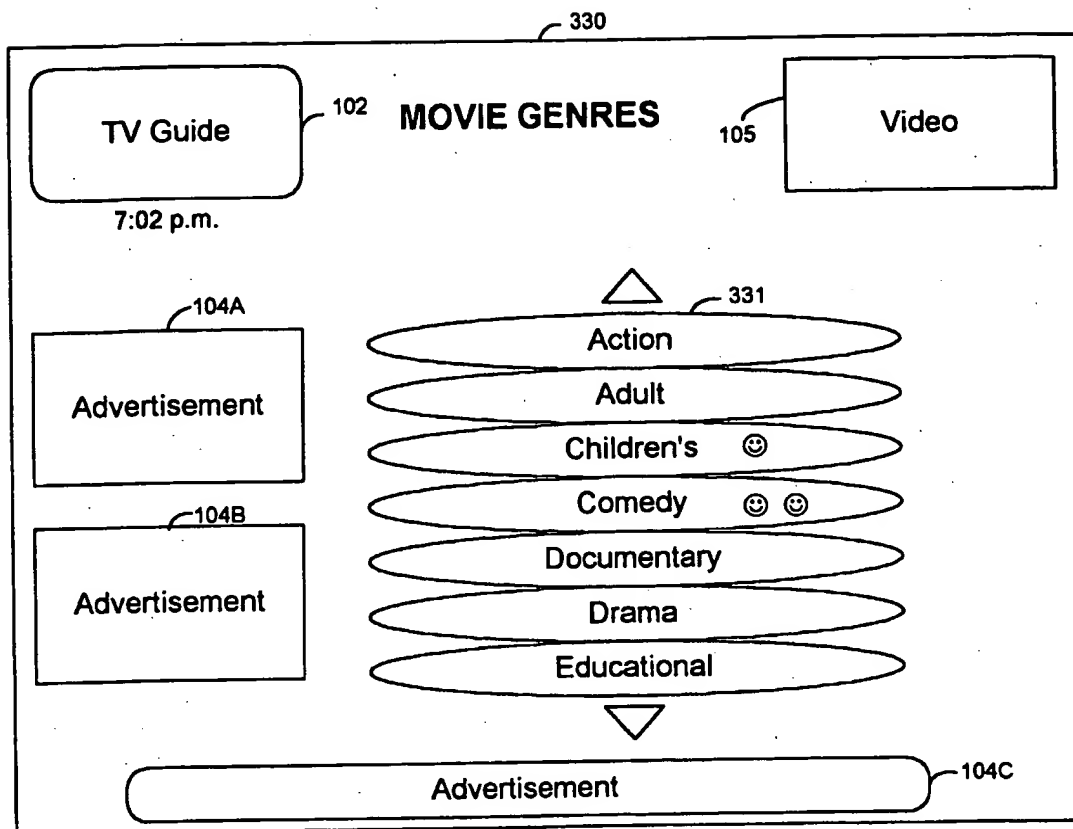 330
TV Guide
102
MOVIE GENRES
105
Video
7:02 p.m.
104A
Advertisement
104B
Advertisement
331
Action
Adult
Children's ☺
Comedy ☺ ☺
Documentary
Drama
Educational
Advertisement
104C